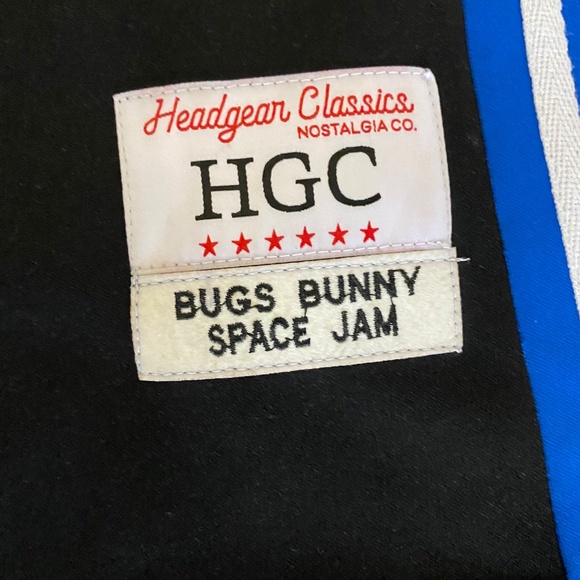 Headgear Classics
NOSTALGIA CO.
HGC
BUGS BUNNY
SPACE JAM